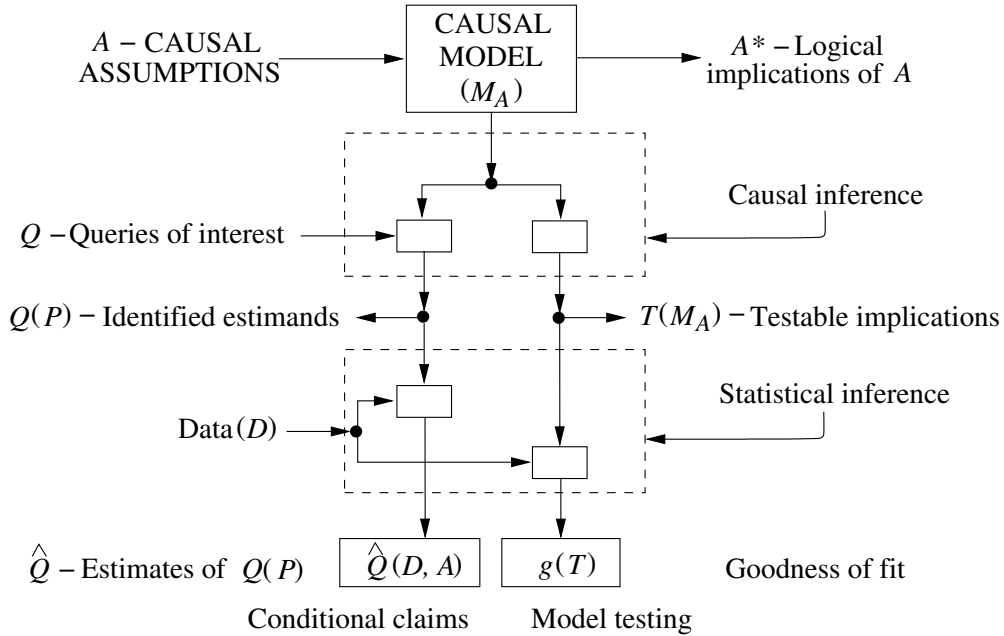 A – CAUSAL
ASSUMPTIONS
CAUSAL
MODEL
(M_A)
A* – Logical
implications of A
Causal inference
Q – Queries of interest
Q(P) – Identified estimands
T(M_A) – Testable implications
Statistical inference
Data (D)
Q̂ – Estimates of Q(P)
Q̂(D, A)
g(T)
Goodness of fit
Conditional claims
Model testing